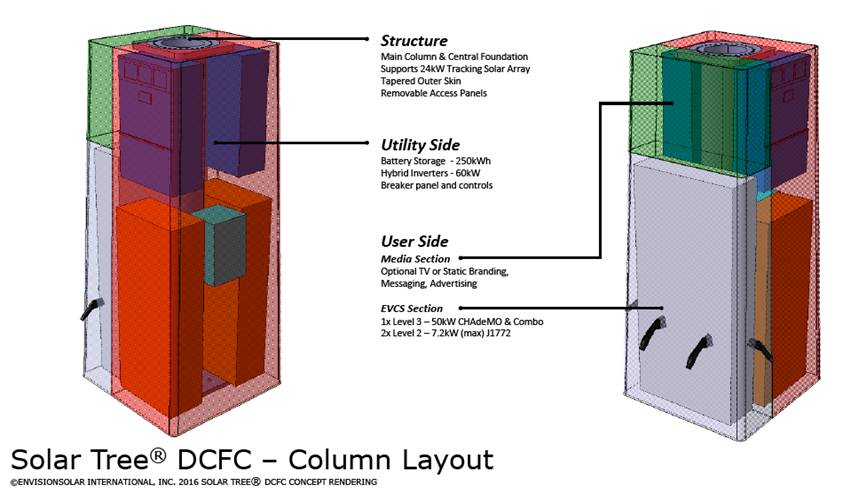 Structure
Main Column & Central Foundation
Supports 24kW Tracking Solar Array
Tapered Outer Skin
Removable Access Panels
Utility Side
Battery Storage - 250kWh
Hybrid Inverters - 60kW
Breaker panel and controls
User Side
Media Section
Optional TV or Static Branding,
Messaging, Advertising
EVCS Section
1x Level 3 – 50kW CHAdeMO & Combo
2x Level 2 – 7.2kW (max) J1772
Solar Tree® DCFC – Column Layout
©ENVISIONSOLAR INTERNATIONAL, INC. 2016 SOLAR TREE® DCFC CONCEPT RENDERING